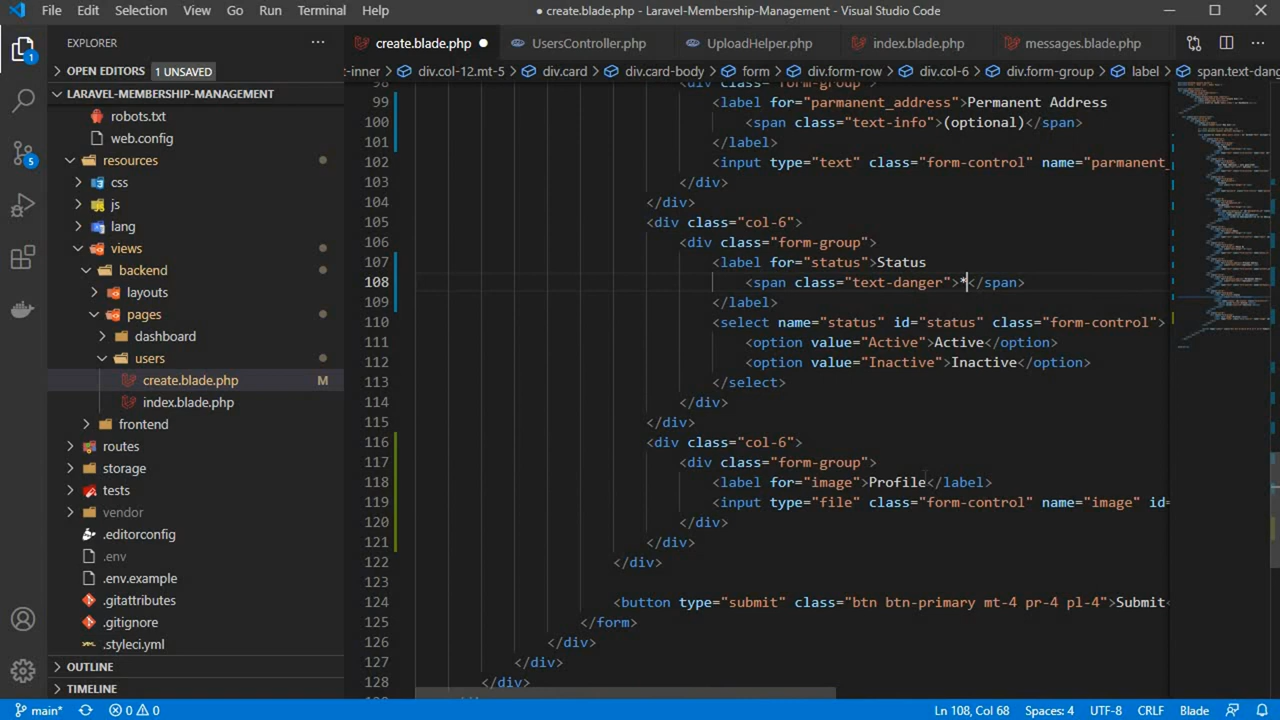 File Edit Selection View Go Run Terminal Help
● create.blade.php - Laravel-Membership-Management - Visual Studio Code
EXPLORER
create.blade.php UsersController.php UploadHelper.php index.blade.php messages.blade.php
OPEN EDITORS 1 UNSAVED
t-inner > div.col-12.mt-5 > div.card > div.card-body > form > div.form-row > div.col-6 > div.form-group > label > span.text-dang
LARAVEL-MEMBERSHIP-MANAGEMENT
robots.txt
web.config
resources
css
js
lang
views
backend
layouts
pages
dashboard
users
create.blade.php M
index.blade.php
frontend
routes
storage
tests
vendor
.editorconfig
.env
.env.example
.gitattributes
.gitignore
.styleci.yml
OUTLINE
TIMELINE
1
5
98 <div class="form-group">
99 <label for="parmanent_address">Permanent Address
100 <span class="text-info">(optional)</span>
101 </label>
102 <input type="text" class="form-control" name="parmanent_
103 </div>
104 </div>
105 <div class="col-6">
106 <div class="form-group">
107 <label for="status">Status
108 <span class="text-danger">*</span>
109 </label>
110 <select name="status" id="status" class="form-control">
111 <option value="Active">Active</option>
112 <option value="Inactive">Inactive</option>
113 </select>
114 </div>
115 </div>
116 <div class="col-6">
117 <div class="form-group">
118 <label for="image">Profile</label>
119 <input type="file" class="form-control" name="image" id=
120 </div>
121 </div>
122 </div>
123
124 <button type="submit" class="btn btn-primary mt-4 pr-4 pl-4">Submit<
125 </form>
126 </div>
127 </div>
128 </div>
main* 0 0 Ln 108, Col 68 Spaces: 4 UTF-8 CRLF Blade